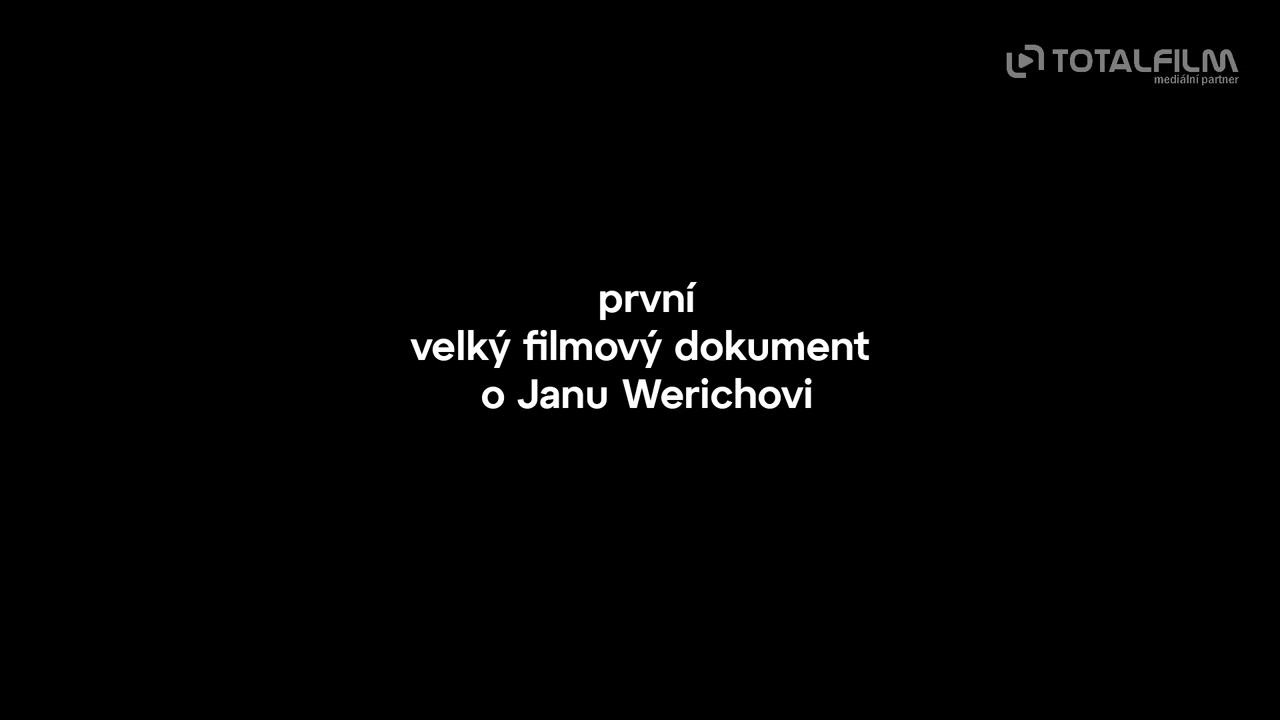 TOTALFILM
mediální partner
první
velký filmový dokument
o Janu Werichovi